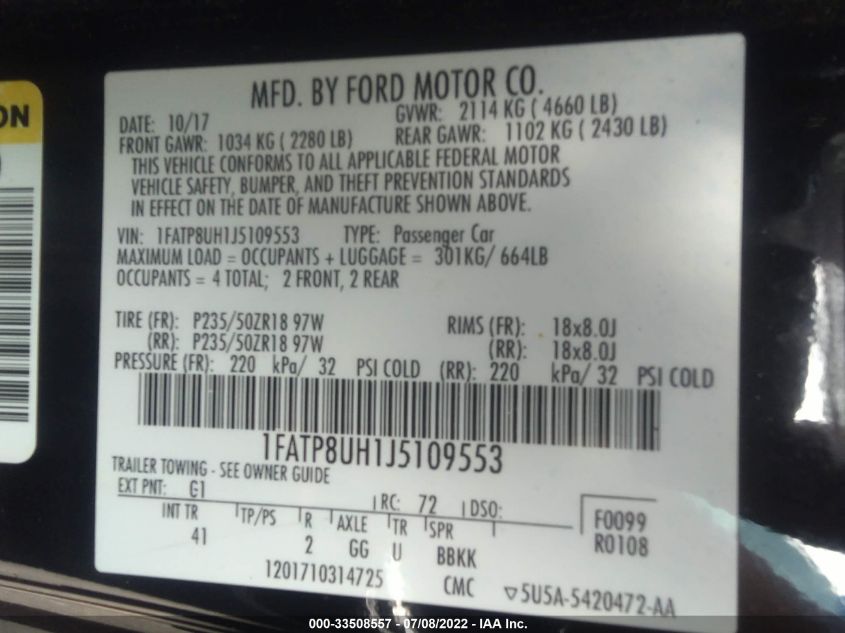 ON
MFD. BY FORD MOTOR CO.
DATE: 10/17 GVWR: 2114 KG ( 4660 LB)
FRONT GAWR: 1034 KG ( 2280 LB) REAR GAWR: 1102 KG ( 2430 LB)
THIS VEHICLE CONFORMS TO ALL APPLICABLE FEDERAL MOTOR
VEHICLE SAFETY, BUMPER, AND THEFT PREVENTION STANDARDS
IN EFFECT ON THE DATE OF MANUFACTURE SHOWN ABOVE.
VIN: 1FATP8UH1J5109553 TYPE: Passenger Car
MAXIMUM LOAD = OCCUPANTS + LUGGAGE = 301KG/ 664LB
OCCUPANTS = 4 TOTAL; 2 FRONT, 2 REAR
TIRE (FR): P235/50ZR18 97W RIMS (FR): 18x8.0J
(RR): P235/50ZR18 97W (RR): 18x8.0J
PRESSURE (FR): 220 kPa/ 32 PSI COLD (RR): 220 kPa/ 32 PSI COLD
1FATP8UH1J5109553
TRAILER TOWING - SEE OWNER GUIDE
EXT PNT: G1 RC: 72 DSO:
INT TR TP/PS R AXLE TR SPR F0099
41 2 GG U BBKK R0108
1201710314725 CMC ▽5U5A-5420472-AA
000-33508557 - 07/08/2022 - IAA Inc.